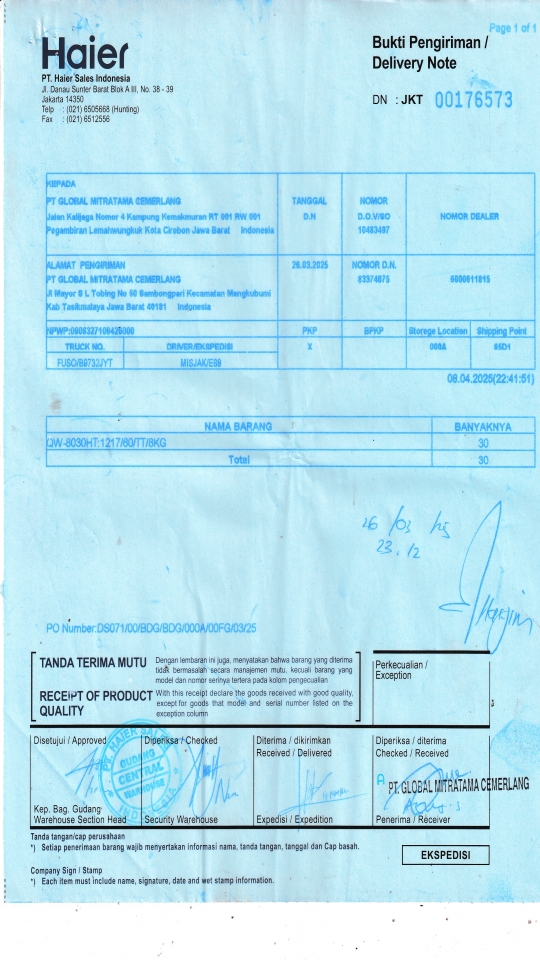 Page 1 of 1
Haier
Bukti Pengiriman /
Delivery Note
PT. Haier Sales Indonesia
Jl. Danau Sunter Barat Blok A III, No. 38 - 39
Jakarta 14350
Telp : (021) 6505668 (Hunting)
Fax : (021) 6512556
DN : JKT 00176573
KEPADA
PT GLOBAL MITRATAMA CEMERLANG
Jalan Kalijaga Nomor 4 Kampung Kemakmuran RT 001 RW 001
Pegambiran Lemahwungkuk Kota Cirebon Jawa Barat Indonesia
TANGGAL
D.N
NOMOR
D.O.V/SO
10483497
NOMOR DEALER
ALAMAT PENGIRIMAN
PT GLOBAL MITRATAMA CEMERLANG
Jl Mayor S L Tobing No 50 Sambongpari Kecamatan Mangkubumi
Kab Tasikmalaya Jawa Barat 40181 Indonesia
26.03.2025
NOMOR D.N.
83374675
6000611815
PKP
BPKP
Storege Location
Shipping Point
TRUCK NO.
DRIVER/EKSPEDISI
X
000A
85D1
FUSO/B9732JYT
MISJAK/E69
08.04.2025(22:41:51)
NAMA BARANG
BANYAKNYA
QW-8030HT:1217/60/TT/8KG
30
Total
30
26/03/25
23.12
PO Number:DS071/00/BDG/BDG/000A/00FG/03/25
TANDA TERIMA MUTU
Dengan lembaran ini juga, menyatakan bahwa barang yang diterima
tidak bermasalah secara manajemen mutu, kecuali barang yang
model dan nomor serinya tertera pada kolom pengecualian
RECEIPT OF PRODUCT
QUALITY
With this receipt declare the goods received with good quality,
except for goods that model and serial number listed on the
exception column
Perkecualian /
Exception
Disetujui / Approved
Diperiksa / Checked
Diterima / dikirimkan
Received / Delivered
Diperiksa / diterima
Checked / Received
PT. HAIER SALES
GUDANG
CENTRAL
WAREHOUSE
INDONESIA
PT. GLOBAL MITRATAMA CEMERLANG
Kep. Bag. Gudang
Warehouse Section Head
Security Warehouse
Expedisi / Expedition
Penerima / Receiver
Tanda tangan/cap perusahaan
*) Setiap penerimaan barang wajib menyertakan informasi nama, tanda tangan, tanggal dan Cap basah.
EKSPEDISI
Company Sign / Stamp
*) Each item must include name, signature, date and wet stamp information.